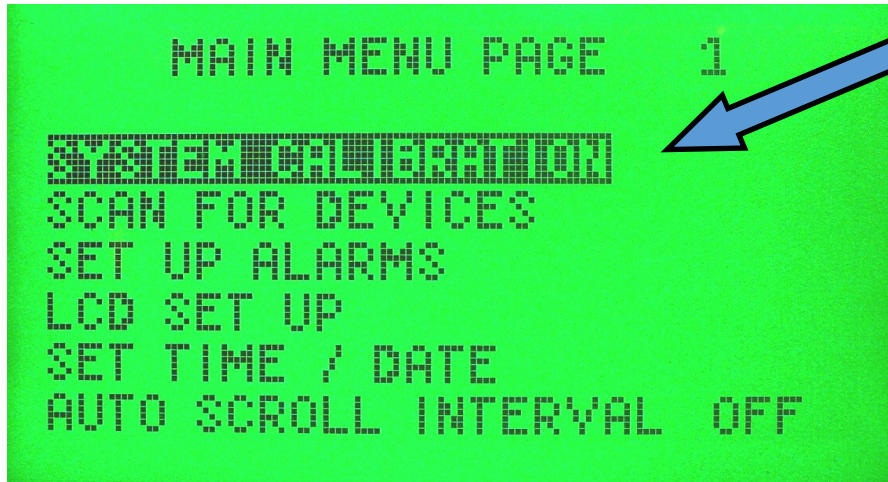 MAIN MENU PAGE 1
SYSTEM CALIBRATION
SCAN FOR DEVICES
SET UP ALARMS
LCD SET UP
SET TIME / DATE
AUTO SCROLL INTERVAL OFF